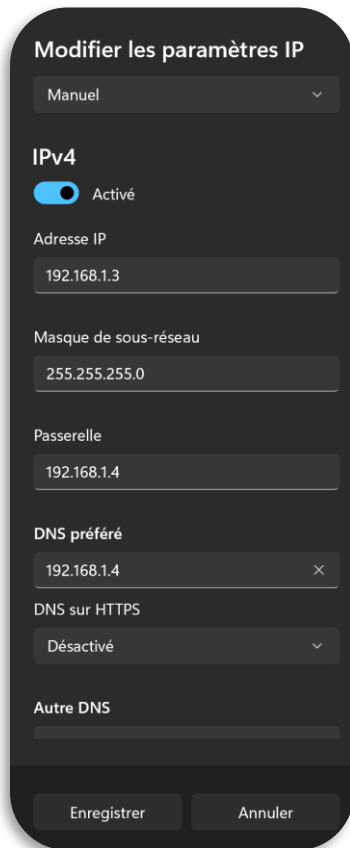 Modifier les paramètres IP
Manuel
IPv4
Activé
Adresse IP
192.168.1.3
Masque de sous-réseau
255.255.255.0
Passerelle
192.168.1.4
DNS préféré
192.168.1.4
DNS sur HTTPS
Désactivé
Autre DNS
Enregistrer
Annuler